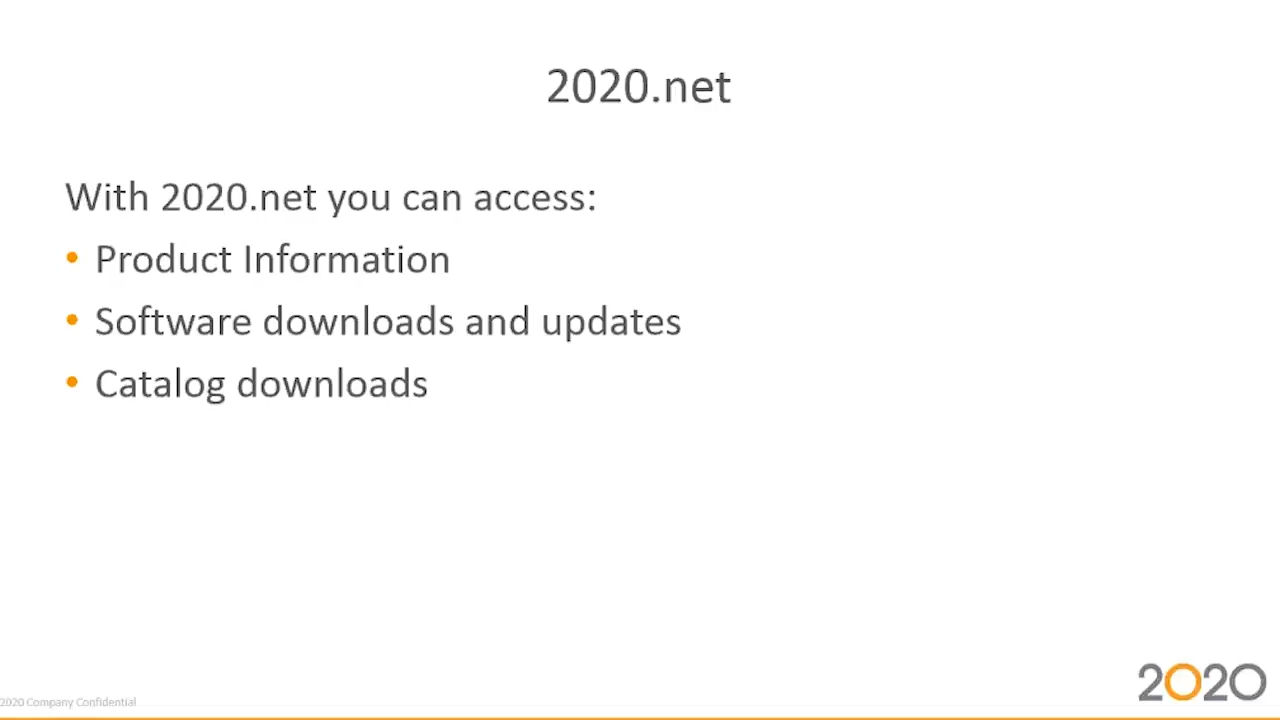 2020.net
With 2020.net you can access:
• Product Information
• Software downloads and updates
• Catalog downloads
2020 Company Confidential
2020